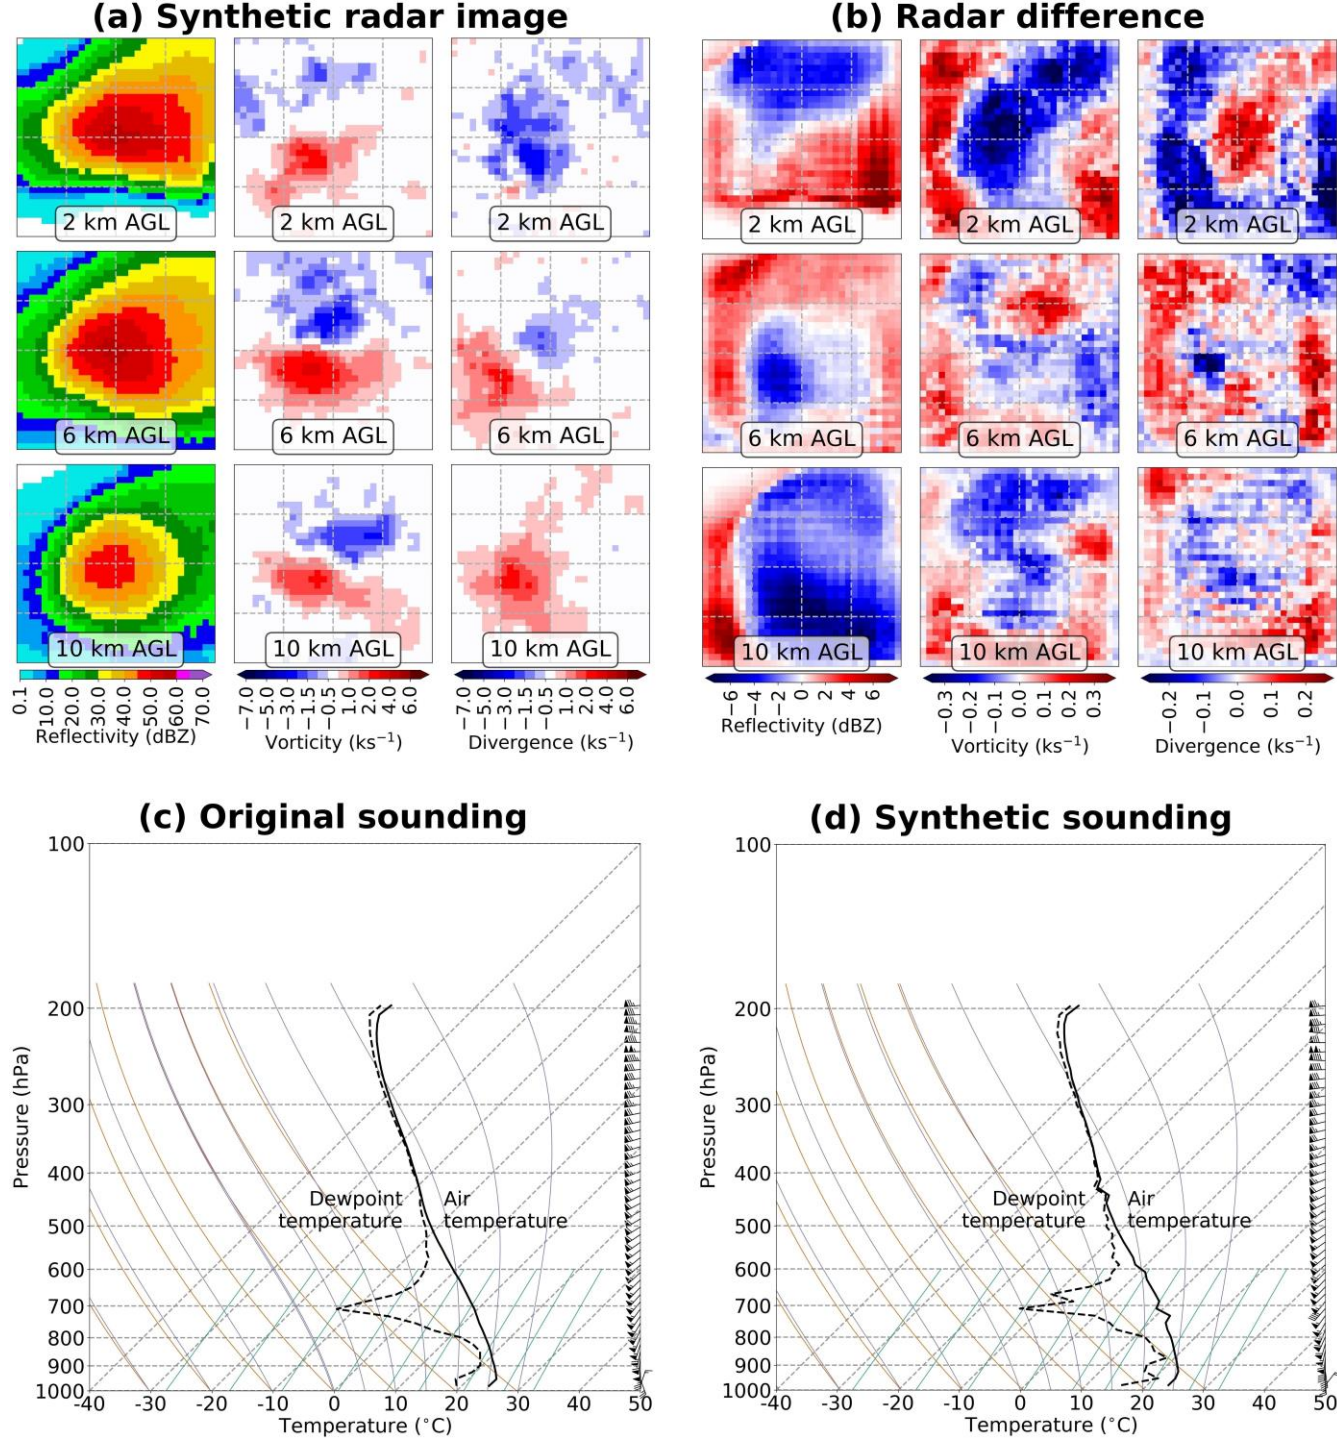 (a) Synthetic radar image
(b) Radar difference
2 km AGL
2 km AGL
2 km AGL
2 km AGL
2 km AGL
2 km AGL
6 km AGL
6 km AGL
6 km AGL
6 km AGL
6 km AGL
6 km AGL
10 km AGL
10 km AGL
10 km AGL
10 km AGL
10 km AGL
10 km AGL
0.1 10.0 20.0 30.0 40.0 50.0 60.0 70.0
Reflectivity (dBZ)
−7.0 −5.0 −3.0 −1.5 0.5 1.2 2.4 4.1 6.0
Vorticity (ks⁻¹)
−7.0 −5.0 −3.0 −1.5 0.5 1.2 2.4 4.1 6.0
Divergence (ks⁻¹)
−6 −4 −2 0 2 4 6
Reflectivity (dBZ)
−0.3 −0.2 −0.1 0.0 0.1 0.2 0.3
Vorticity (ks⁻¹)
−0.2 −0.1 0.0 0.1 0.2
Divergence (ks⁻¹)
(c) Original sounding
100
200
300
400
500
600
700
800
900
1000
Pressure (hPa)
Dewpoint
temperature
Air
temperature
-40 -30 -20 -10 0 10 20 30 40 50
Temperature (°C)
(d) Synthetic sounding
100
200
300
400
500
600
700
800
900
1000
Pressure (hPa)
Dewpoint
temperature
Air
temperature
-40 -30 -20 -10 0 10 20 30 40 50
Temperature (°C)